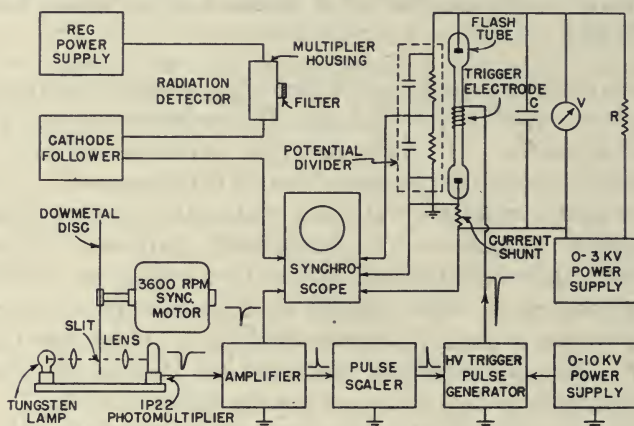 REG
POWER
SUPPLY
MULTIPLIER
HOUSING
RADIATION
DETECTOR
FILTER
CATHODE
FOLLOWER
POTENTIAL
DIVIDER
FLASH
TUBE
TRIGGER
ELECTRODE
C
V
R
DOWMETAL
DISC
3600 RPM
SYNC.
MOTOR
SYNCHRO
SCOPE
CURRENT
SHUNT
0-3 KV
POWER
SUPPLY
SLIT
LENS
TUNGSTEN
LAMP
1P22
PHOTOMULTIPLIER
AMPLIFIER
PULSE
SCALER
HV TRIGGER
PULSE
GENERATOR
0-10 KV
POWER
SUPPLY